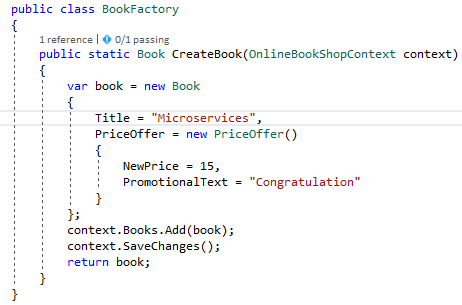 public class BookFactory
{
1 reference | 0/1 passing
public static Book CreateBook(OnlineBookShopContext context)
{
var book = new Book
{
Title = "Microservices",
PriceOffer = new PriceOffer()
{
NewPrice = 15,
PromotionalText = "Congratulation"
}
};
context.Books.Add(book);
context.SaveChanges();
return book;
}
}